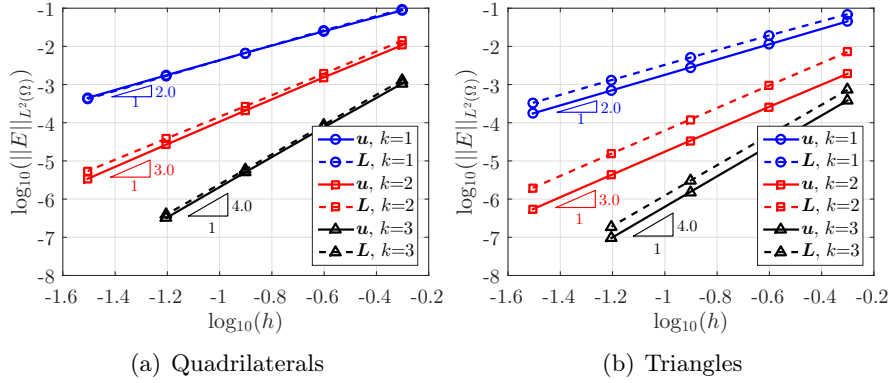 log10(||E||L2(Ω))
-1
-2
-3
-4
-5
-6
-7
-8
2.0
1
3.0
1
4.0
1
u, k=1
L, k=1
u, k=2
L, k=2
u, k=3
L, k=3
-1.6 -1.4 -1.2 -1 -0.8 -0.6 -0.4 -0.2
log10(h)
(a) Quadrilaterals
log10(||E||L2(Ω))
-1
-2
-3
-4
-5
-6
-7
-8
2.0
1
3.0
1
4.0
1
u, k=1
L, k=1
u, k=2
L, k=2
u, k=3
L, k=3
-1.6 -1.4 -1.2 -1 -0.8 -0.6 -0.4 -0.2
log10(h)
(b) Triangles